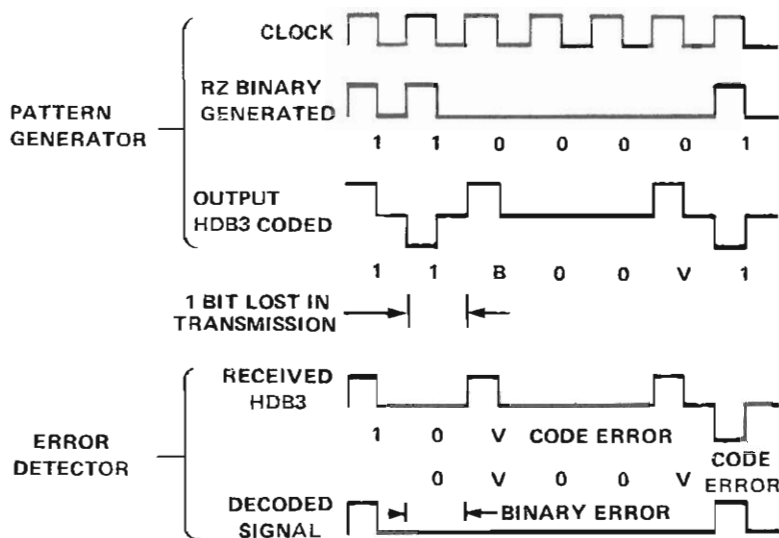 CLOCK
RZ BINARY
GENERATED
PATTERN
GENERATOR
1 1 0 0 0 0 1
OUTPUT
HDB3 CODED
1 1 B 0 0 V 1
1 BIT LOST IN
TRANSMISSION
RECEIVED
HDB3
1 0 V CODE ERROR
ERROR
DETECTOR
CODE
ERROR
0 V 0 0 V
DECODED
SIGNAL
BINARY ERROR